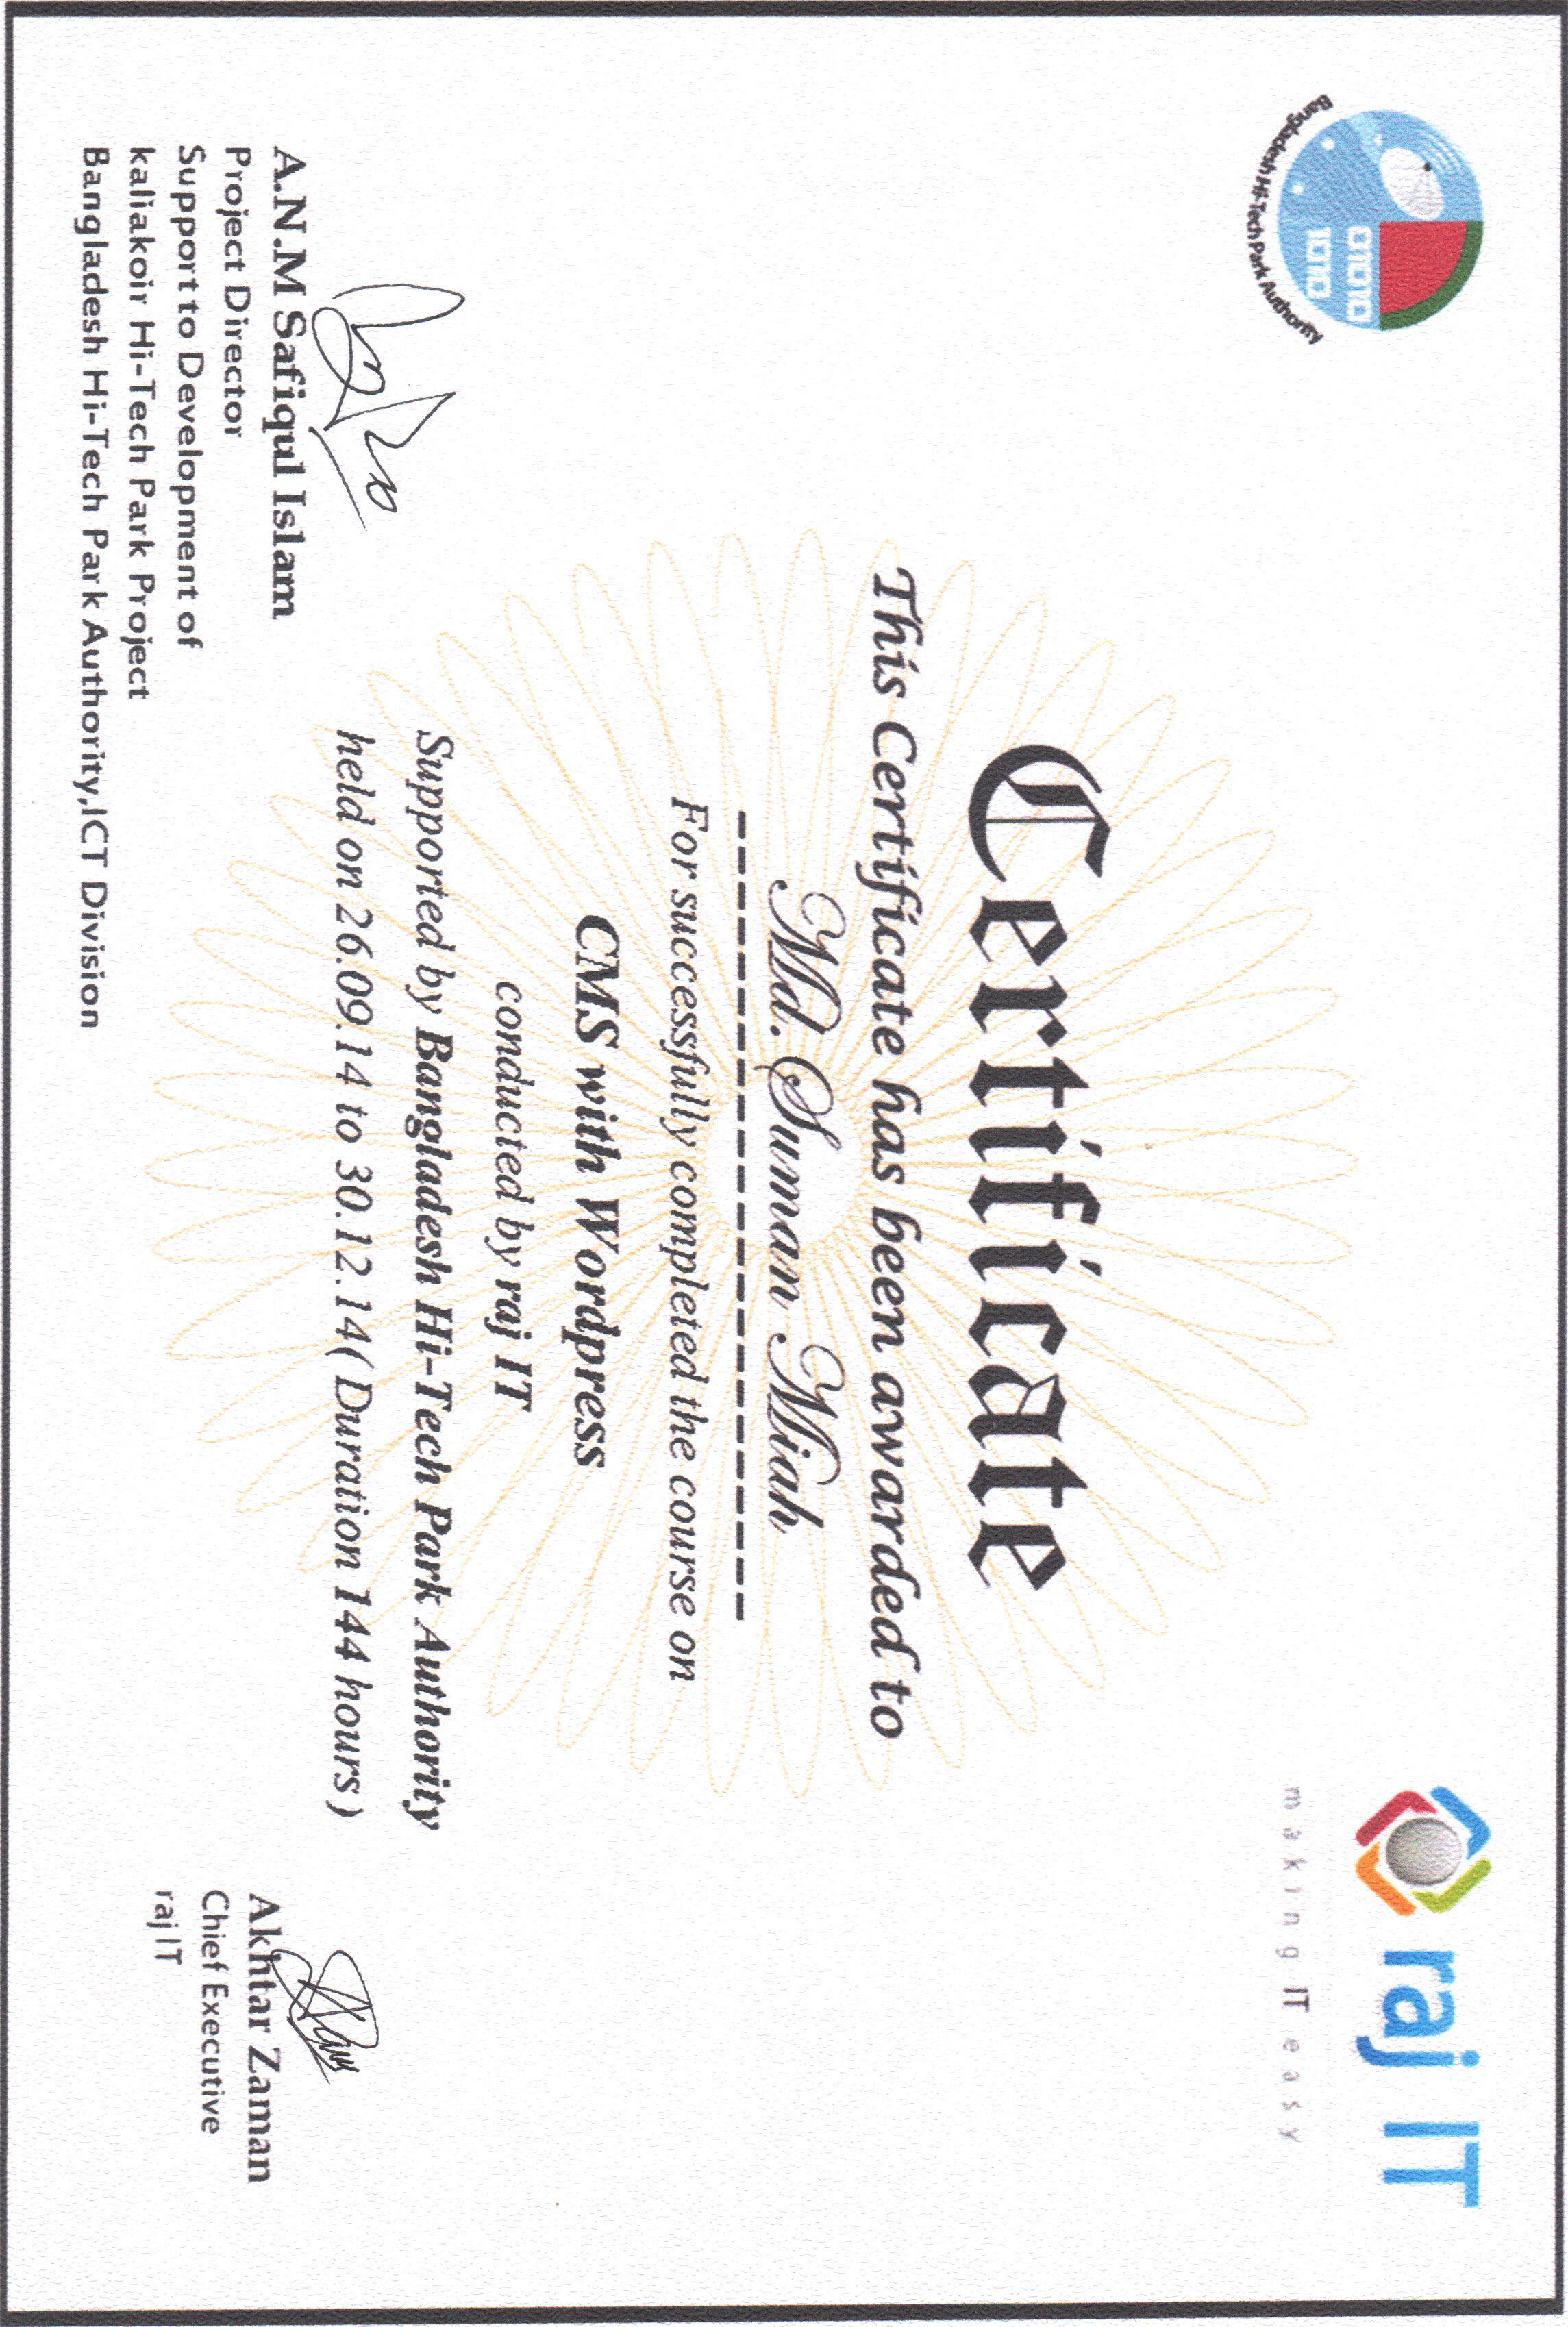 01010
1010
Bangladesh Hi-Tech Park Authority
raj IT
making IT easy
Certificate
This Certificate has been awarded to
Md. Suman Miah
For successfully completed the course on
CMS with Wordpress
conducted by raj IT
Supported by Bangladesh Hi-Tech Park Authority
held on 26.09.14 to 30.12.14( Duration 144 hours)
A.N.M Safiqul Islam
Project Director
Support to Development of
kaliakoir Hi-Tech Park Project
Bangladesh Hi-Tech Park Authority,ICT Division
Akhtar Zaman
Chief Executive
raj IT